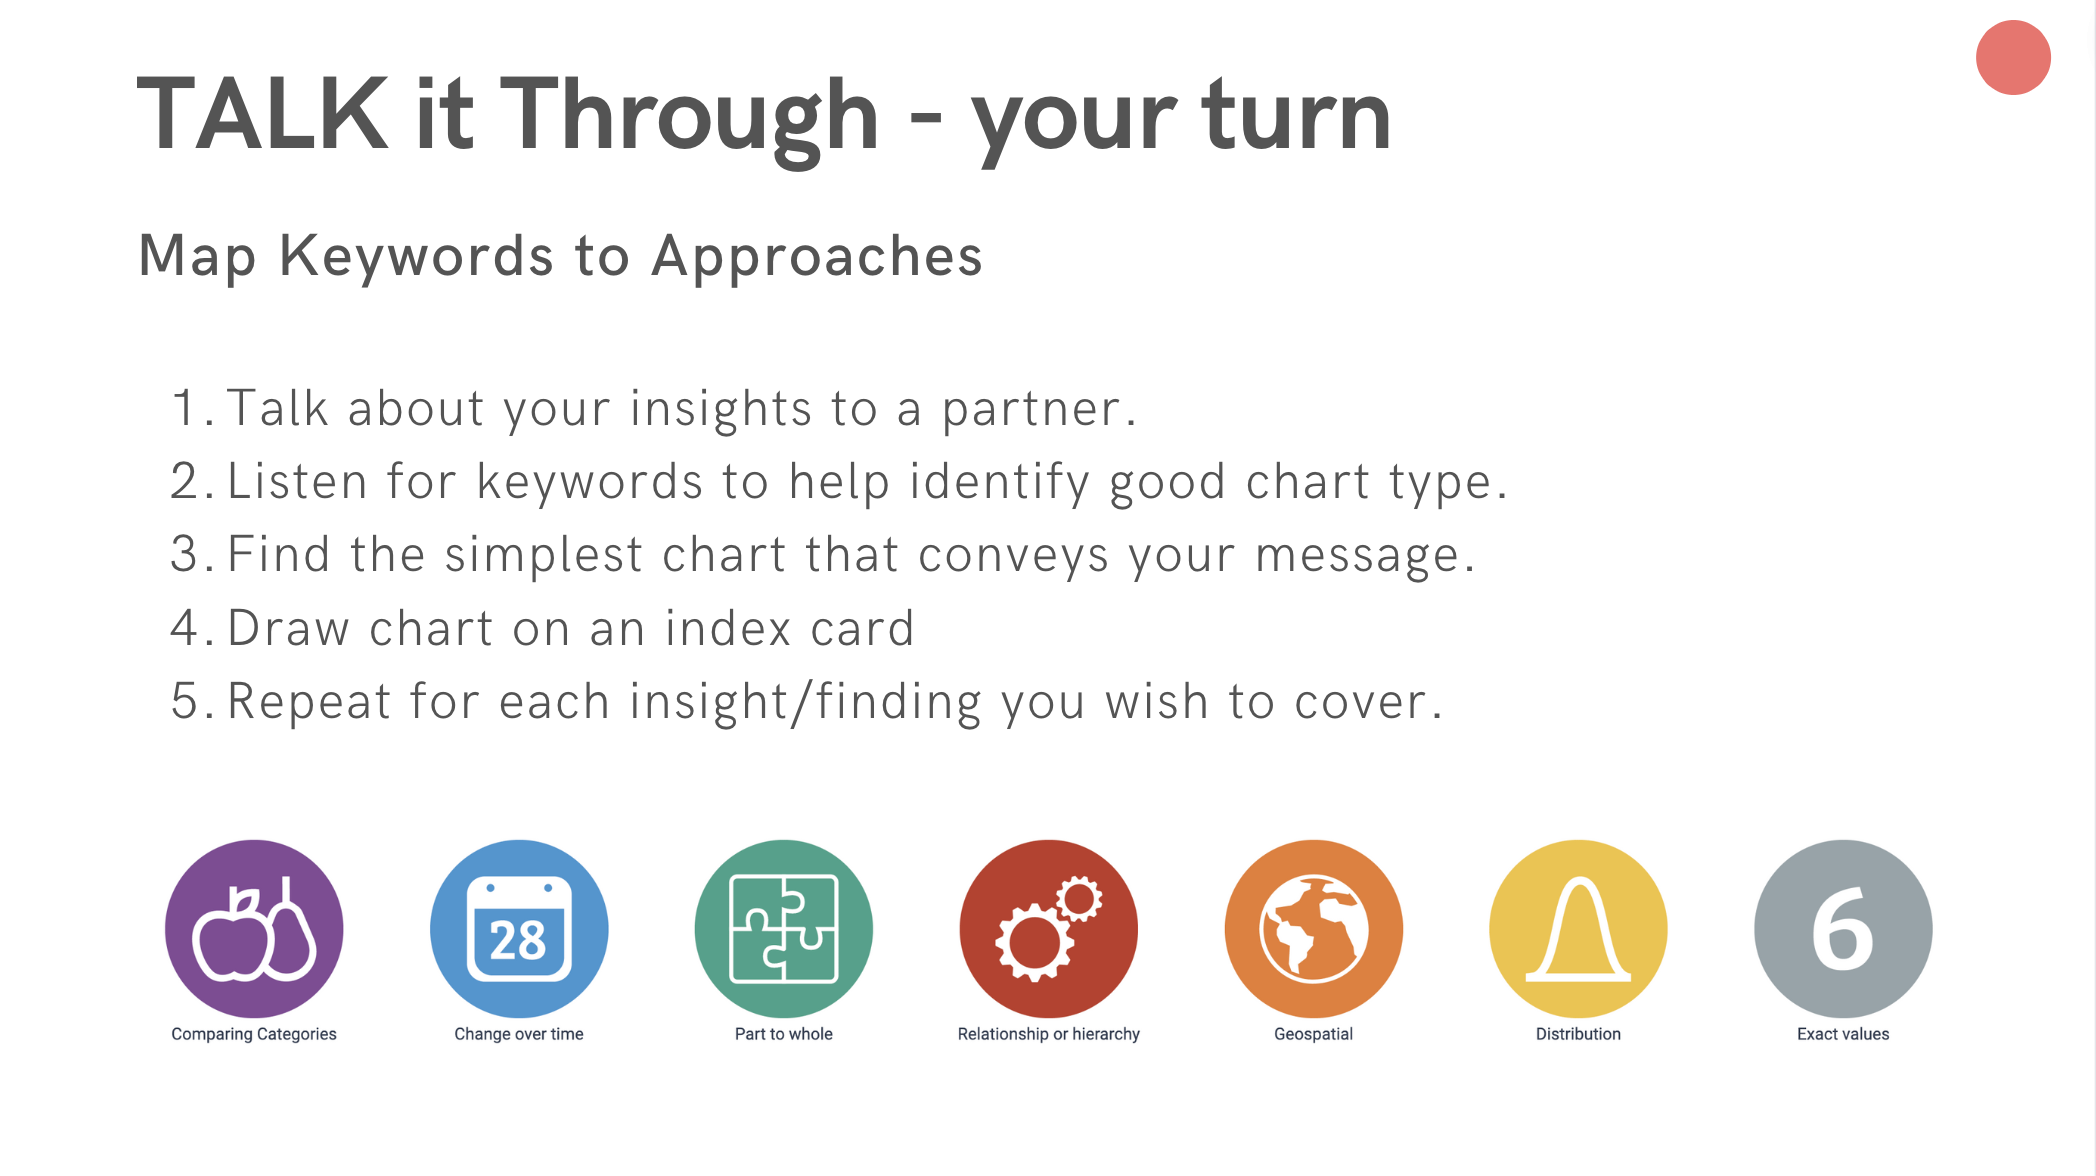 TALK it Through - your turn
Map Keywords to Approaches
1. Talk about your insights to a partner.
2. Listen for keywords to help identify good chart type.
3. Find the simplest chart that conveys your message.
4. Draw chart on an index card
5. Repeat for each insight/finding you wish to cover.
28
6
Comparing Categories
Change over time
Part to whole
Relationship or hierarchy
Geospatial
Distribution
Exact values